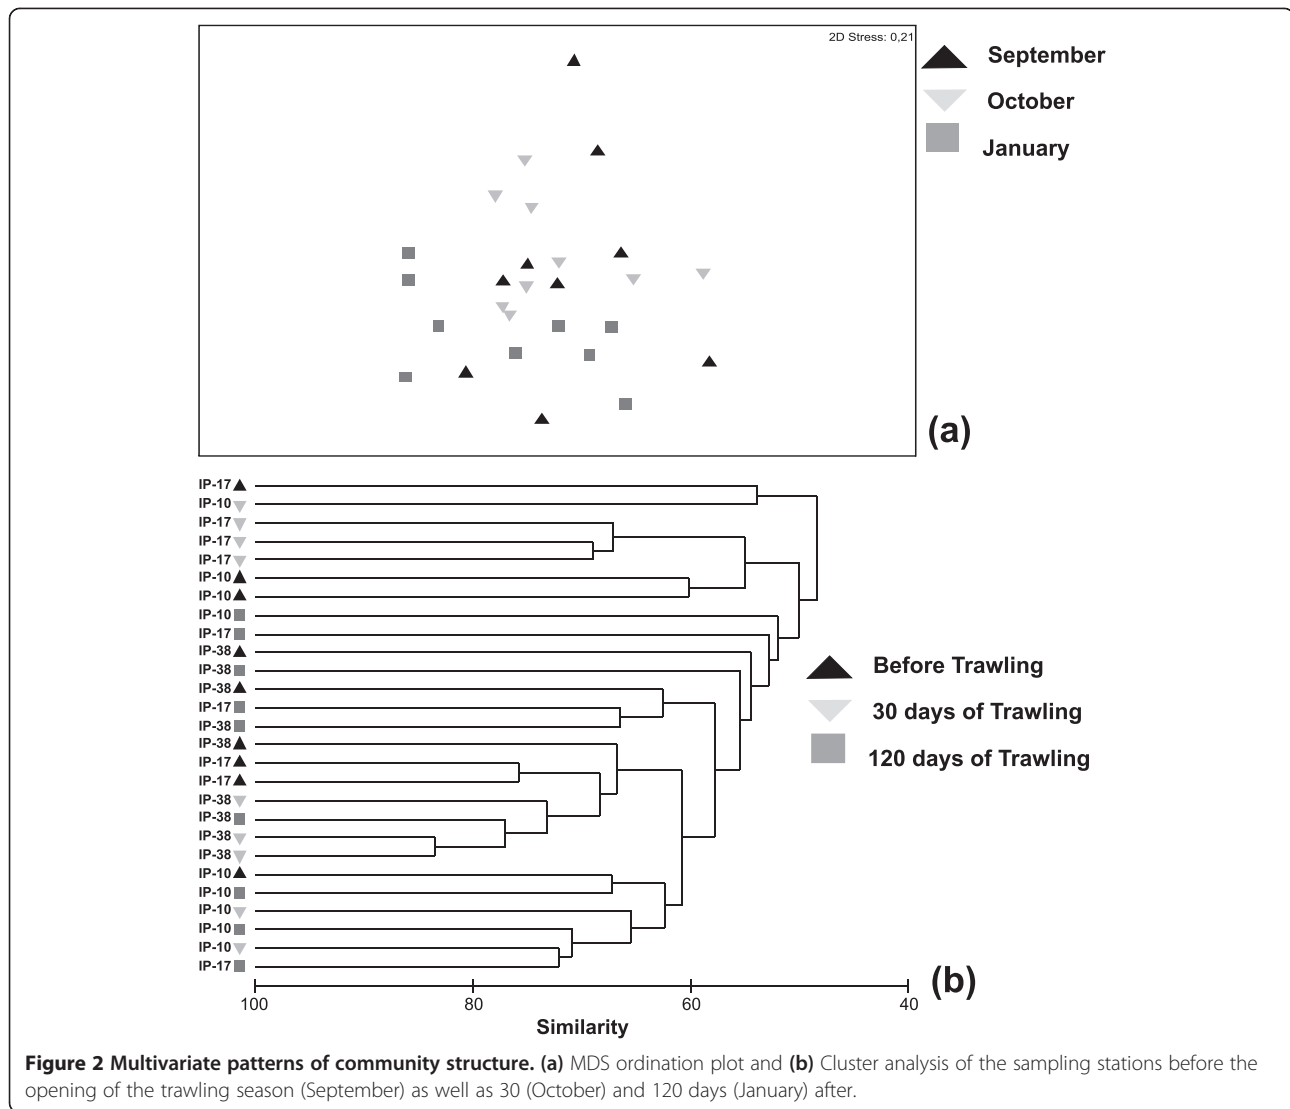 2D Stress: 0,21
September
October
January
(a)
IP-17
IP-10
IP-17
IP-17
IP-17
IP-10
IP-10
IP-10
IP-17
IP-38
IP-38
IP-38
IP-17
IP-38
IP-38
IP-17
IP-17
IP-38
IP-38
IP-38
IP-38
IP-10
IP-10
IP-10
IP-10
IP-10
IP-17
Before Trawling
30 days of Trawling
120 days of Trawling
(b)
100 80 60 40
Similarity
Figure 2 Multivariate patterns of community structure. (a) MDS ordination plot and (b) Cluster analysis of the sampling stations before the
opening of the trawling season (September) as well as 30 (October) and 120 days (January) after.